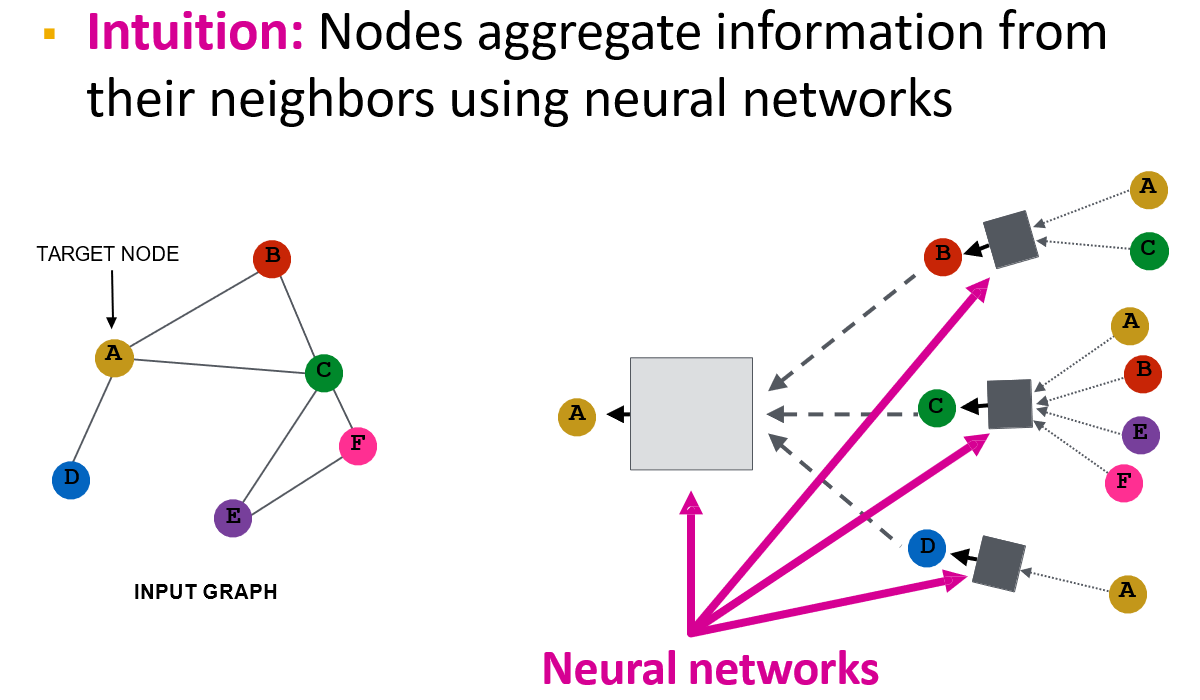 Intuition: Nodes aggregate information from
their neighbors using neural networks
TARGET NODE
B
A
C
F
D
E
INPUT GRAPH
A
B
C
A
C
A
B
E
F
D
A
Neural networks